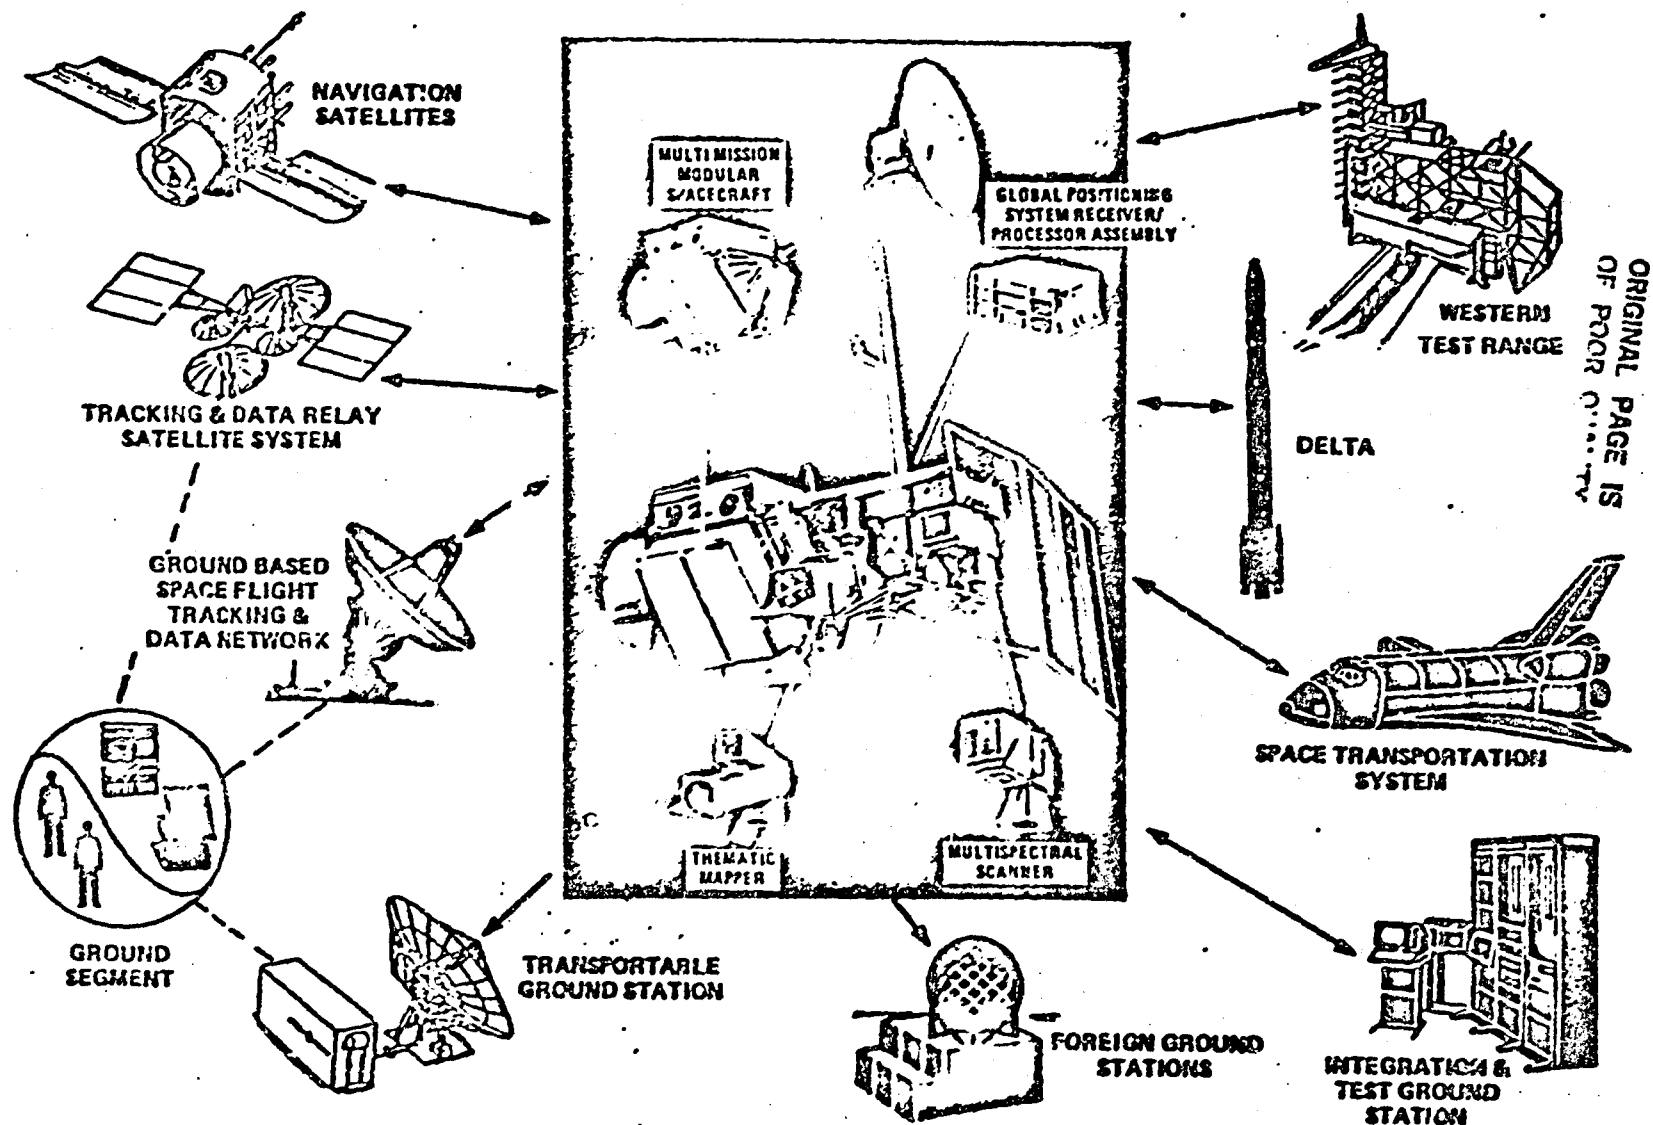 NAVIGATION
SATELLITES
MULTIMISSION
MODULAR
SPACECRAFT
GLOBAL POSITIONING
SYSTEM RECEIVER/
PROCESSOR ASSEMBLY
WESTERN
TEST RANGE
ORIGINAL PAGE IS
OF POOR QUALITY
TRACKING & DATA RELAY
SATELLITE SYSTEM
DELTA
GROUND BASED
SPACE FLIGHT
TRACKING &
DATA NETWORK
SPACE TRANSPORTATION
SYSTEM
THEMATIC
MAPPER
MULTISPECTRAL
SCANNER
GROUND
SEGMENT
TRANSPORTABLE
GROUND STATION
FOREIGN GROUND
STATIONS
INTEGRATION &
TEST GROUND
STATION